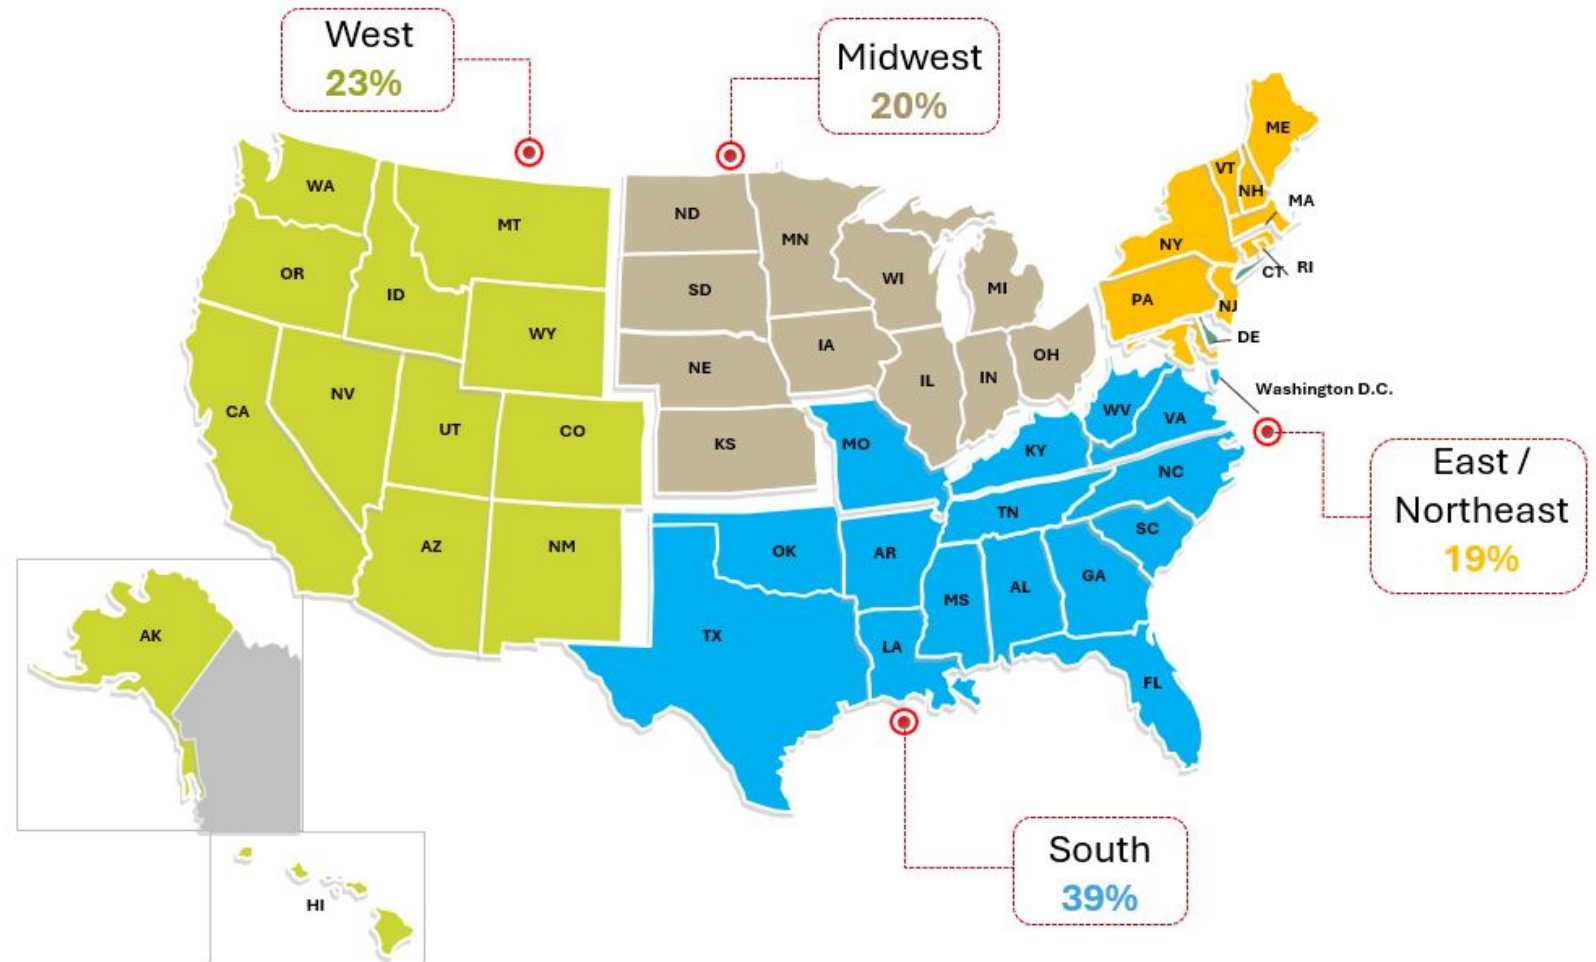 West
23%
Midwest
20%
ME
VT
NH
MA
WA
MT
ND
MN
NY
OR
ID
SD
WI
MI
CT
RI
PA
NJ
WY
IA
OH
DE
NE
NV
IL
IN
Washington D.C.
CA
UT
CO
KS
MO
KY
WV
VA
East /
Northeast
19%
NC
TN
SC
AZ
NM
OK
AR
MS
AL
GA
AK
TX
LA
FL
HI
South
39%